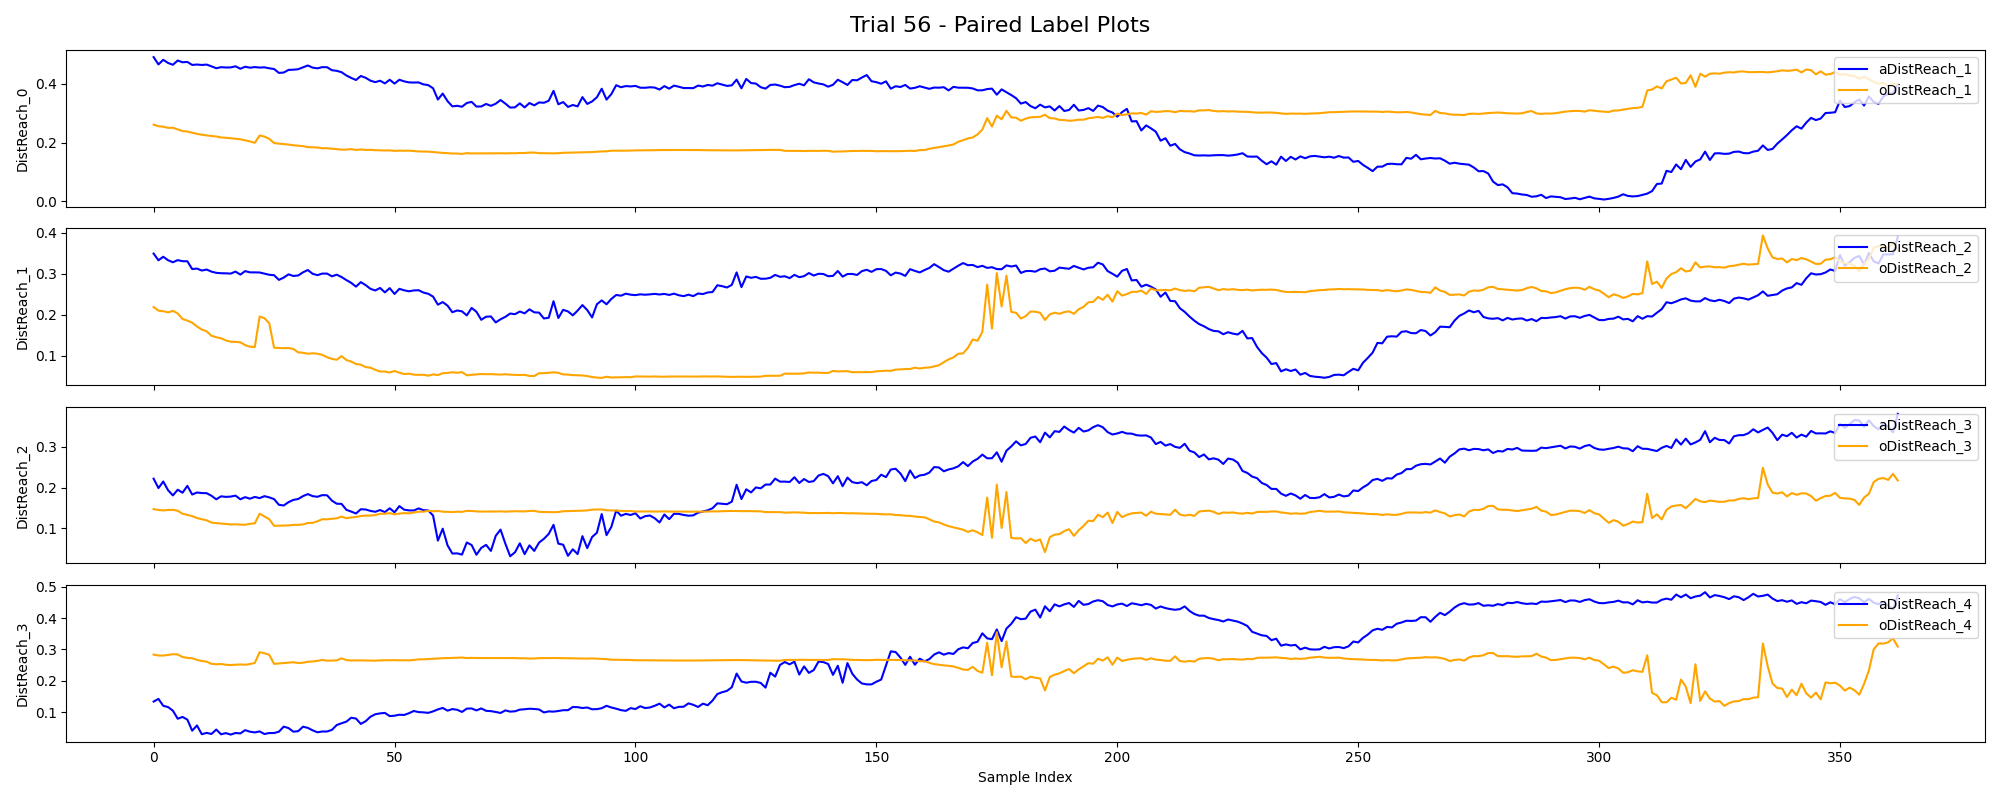 Trial 56 - Paired Label Plots
DistReach_0
0.4
0.2
0.0
aDistReach_1
oDistReach_1
DistReach_1
0.4
0.3
0.2
0.1
aDistReach_2
oDistReach_2
DistReach_2
0.3
0.2
0.1
aDistReach_3
oDistReach_3
DistReach_3
0.5
0.4
0.3
0.2
0.1
aDistReach_4
oDistReach_4
0 50 100 150 200 250 300 350
Sample Index